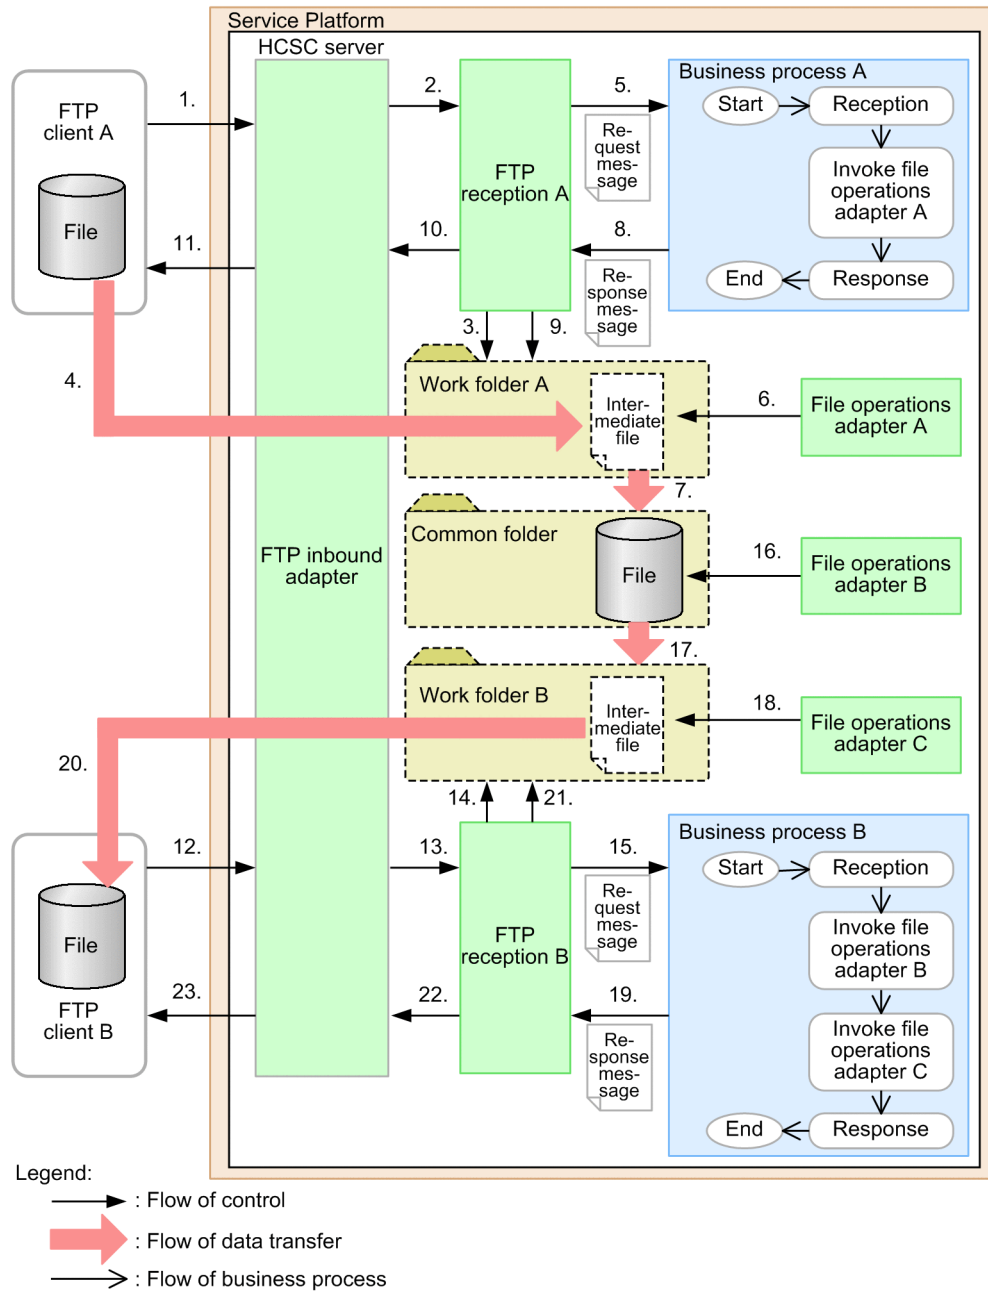 Service Platform
HCSC server
FTP
client A
File
1.
2.
5.
Re-
quest
mes-
sage
FTP
reception A
Business process A
Start
Reception
Invoke file
operations
adapter A
Response
End
11.
10.
8.
Re-
sponse
mes-
sage
3.
9.
4.
Work folder A
Inter-
mediate
file
6.
File operations
adapter A
7.
Common folder
File
16.
File operations
adapter B
FTP inbound
adapter
17.
Work folder B
Inter-
mediate
file
18.
File operations
adapter C
20.
14.
21.
12.
13.
15.
Re-
quest
mes-
sage
File
FTP
client B
FTP
reception B
Business process B
Start
Reception
Invoke file
operations
adapter B
Invoke file
operations
adapter C
Response
End
23.
22.
19.
Re-
sponse
mes-
sage
Legend:
: Flow of control
: Flow of data transfer
: Flow of business process